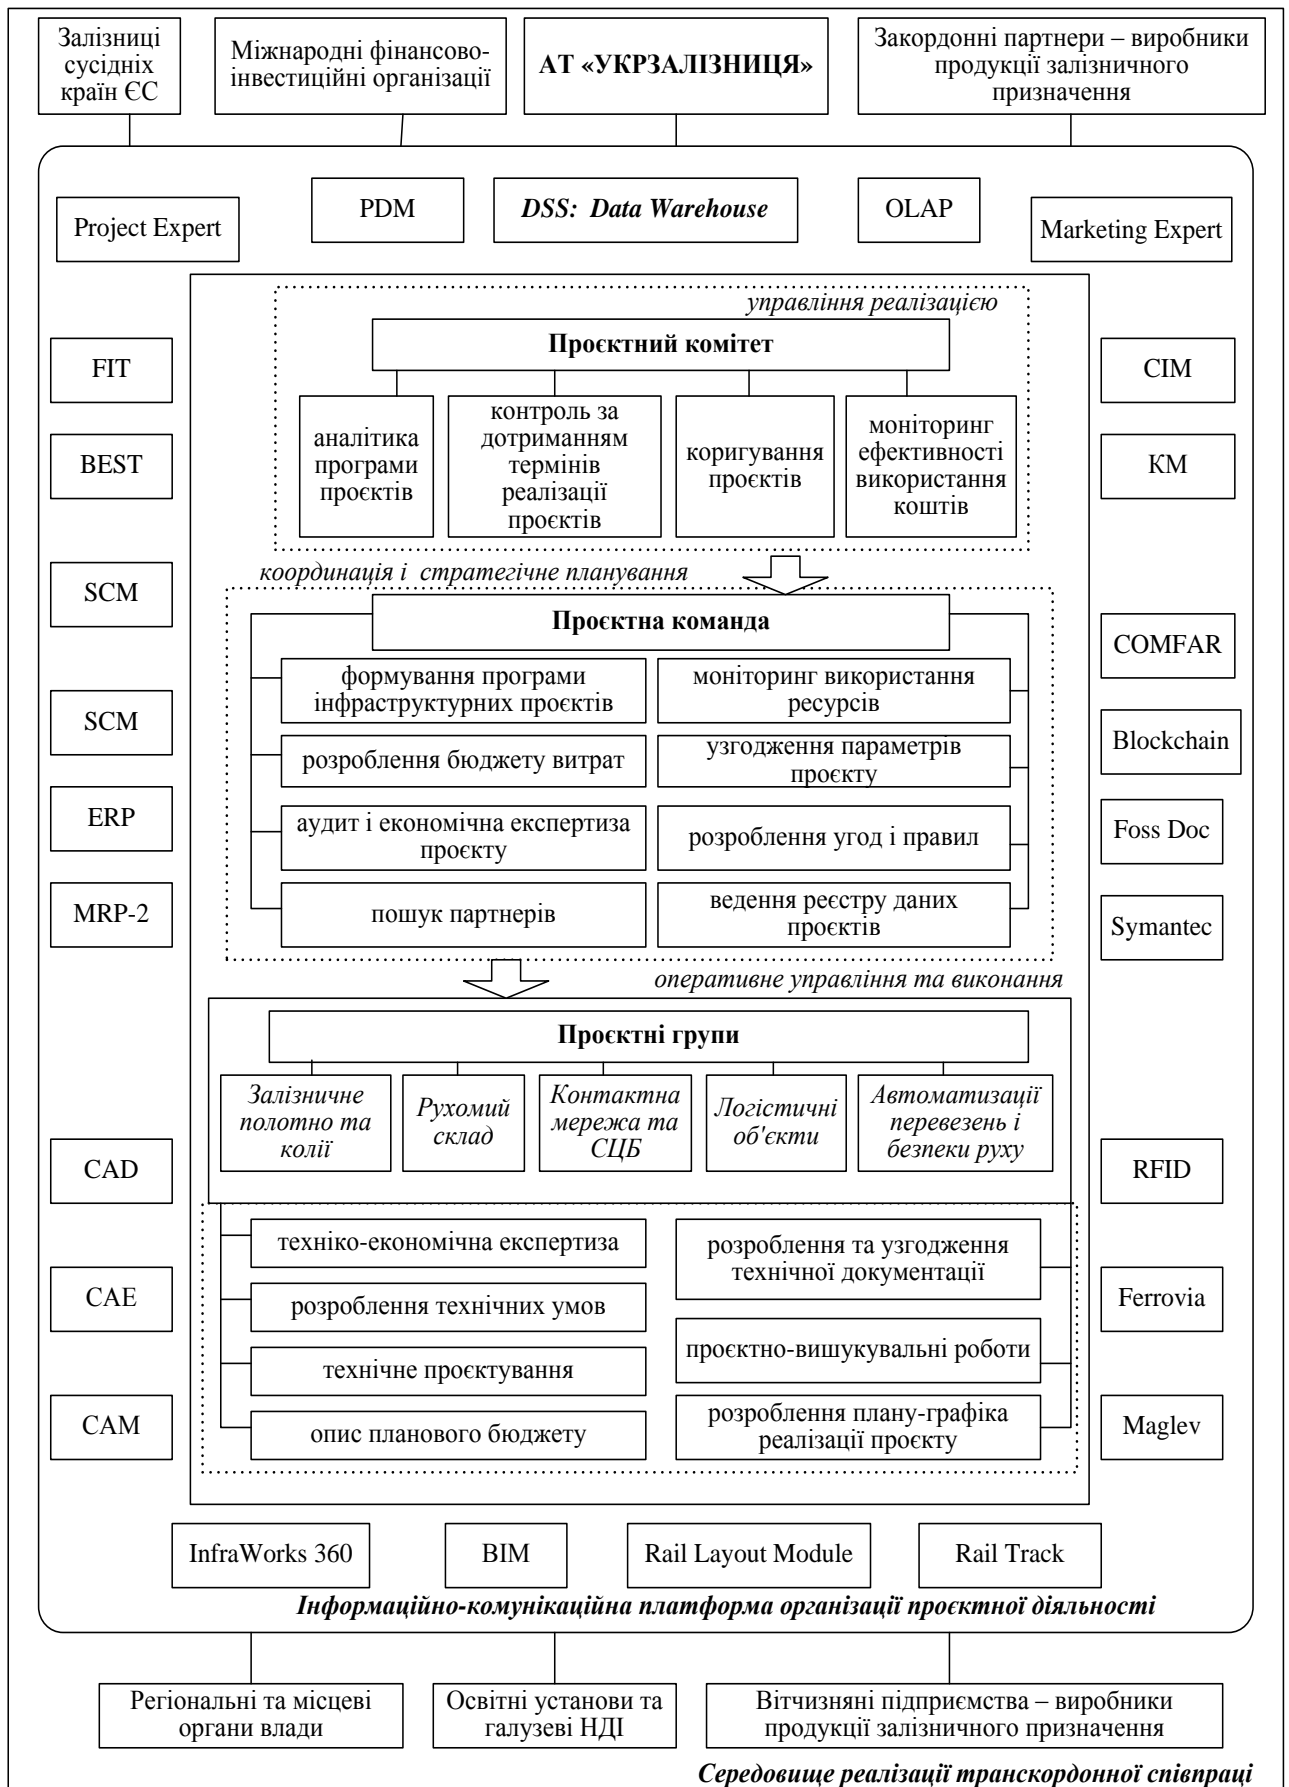 Залізниці
сусідніх
країн ЄС
Міжнародні фінансово-
інвестиційні організації
АТ «УКРЗАЛІЗНИЦЯ»
Закордонні партнери – виробники
продукції залізничного
призначення
Project Expert
PDM
DSS: Data Warehouse
OLAP
Marketing Expert
управління реалізацією
Проєктний комітет
FIT
CIM
аналітика
програми
проєктів
контроль за
дотриманням
термінів
реалізації
проєктів
коригування
проєктів
моніторинг
ефективності
використання
коштів
BEST
КМ
координація і стратегічне планування
SCM
Проєктна команда
COMFAR
формування програми
інфраструктурних проєктів
моніторинг використання
ресурсів
SCM
розроблення бюджету витрат
узгодження параметрів
проєкту
Blockchain
ERP
аудит і економічна експертиза
проєкту
розроблення угод і правил
Foss Doc
MRP-2
пошук партнерів
ведення реєстру даних
проєктів
Symantec
оперативне управління та виконання
Проєктні групи
Залізничне
полотно та
колії
Рухомий
склад
Контактна
мережа та
СЦБ
Логістичні
об'єкти
Автоматизації
перевезень і
безпеки руху
CAD
RFID
техніко-економічна експертиза
розроблення та узгодження
технічної документації
CAE
розроблення технічних умов
Ferrovia
технічне проєктування
проєктно-вишукувальні роботи
CAM
опис планового бюджету
розроблення плану-графіка
реалізації проєкту
Maglev
InfraWorks 360
BIM
Rail Layout Module
Rail Track
Інформаційно-комунікаційна платформа організації проєктної діяльності
Регіональні та місцеві
органи влади
Освітні установи та
галузеві НДІ
Вітчизняні підприємства – виробники
продукції залізничного призначення
Середовище реалізації транскордонної співпраці